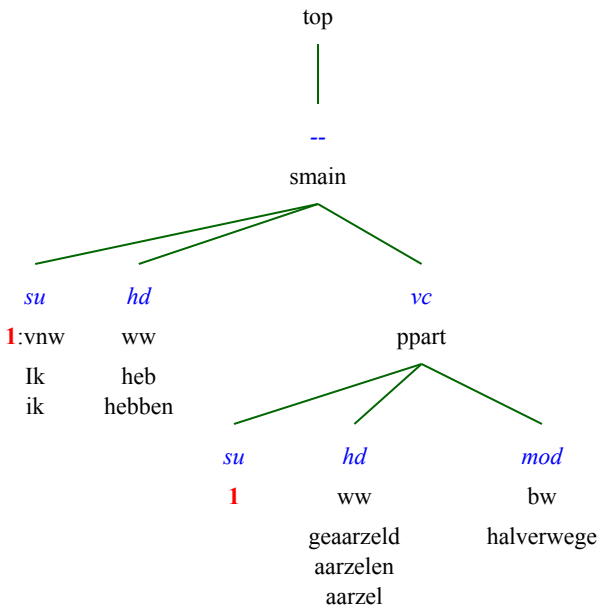 top
--
smain
su hd vc
1:vnw ww ppart
Ik heb
ik hebben
su hd mod
1 ww bw
geaarzeld halverwege
aarzelen
aarzel